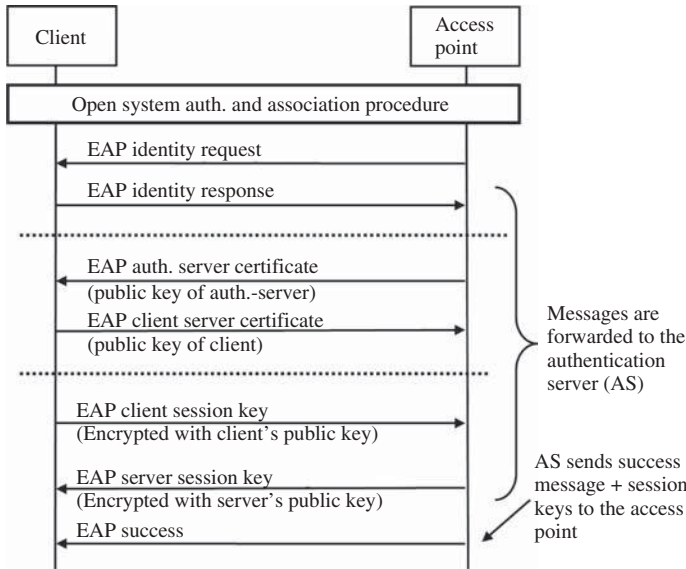 Client
Access
point
Open system auth. and association procedure
EAP identity request
EAP identity response
EAP auth. server certificate
(public key of auth.-server)
EAP client server certificate
(public key of client)
Messages are
forwarded to the
authentication
server (AS)
EAP client session key
(Encrypted with client's public key)
EAP server session key
(Encrypted with server's public key)
EAP success
AS sends success
message + session
keys to the access
point